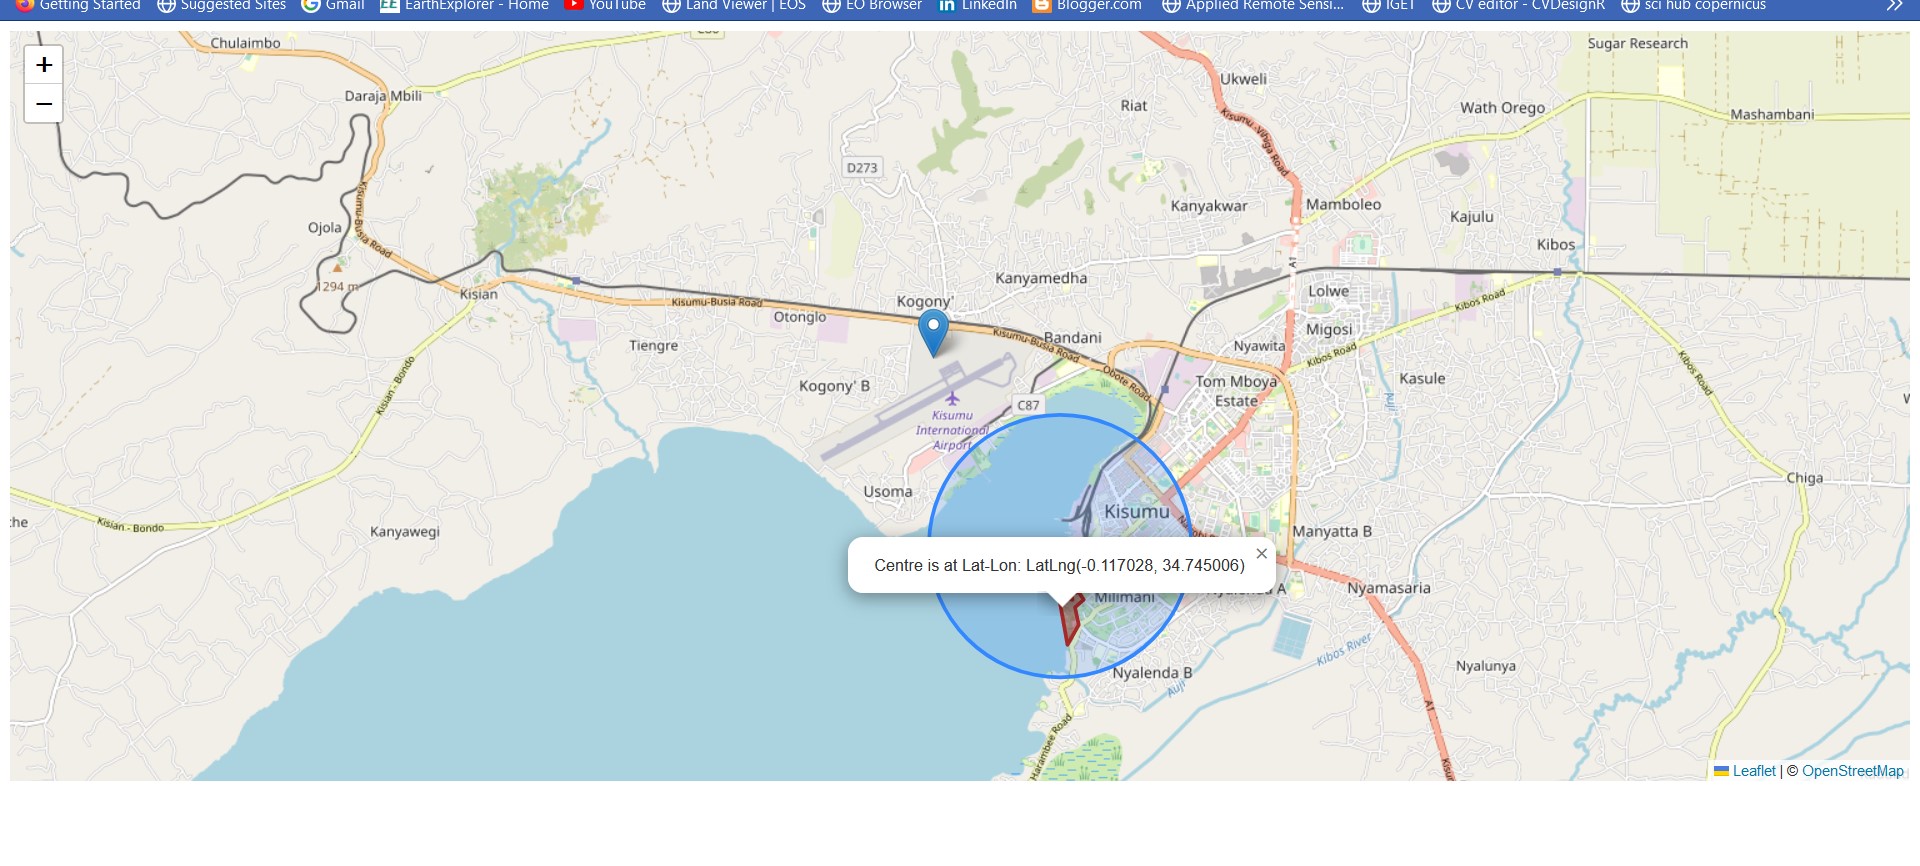 Getting Started
Suggested Sites
Gmail
EarthExplorer - Home
YouTube
Land Viewer | EOS
EO Browser
LinkedIn
Blogger.com
Applied Remote Sensi...
IGET
CV editor - CVDesignR
sci hub copernicus
+
−
Chulaimbo
Sugar Research
Ukweli
Daraja Mbili
Riat
Wath Orego
Mashambani
Kisumu - Vihiga Road
D273
Kanyakwar
Mamboleo
Kajulu
Kisumu-Busia Road
Ojola
Kibos
A1
1294 m
Kisian
Kanyamedha
Lolwe
Kogony'
Kisumu-Busia Road
Kibos Road
Otonglo
Migosi
Kisumu-Busia Road
Bandani
Tiengre
Nyawita
Kibos Road
Kibos Road
Kogony' B
Obote Road
Tom Mboya
Estate
Kasule
Kisian - Bondo
C87
Auji
Kisumu
International
Airport
Usoma
Chiga
Kisumu
the
Kisian - Bondo
Kanyawegi
Manyatta B
Centre is at Lat-Lon: LatLng(-0.117028, 34.745006)
×
Milimani
A
Nyamasaria
Kibos River
Nyalenda B
Nyalunya
Auji
A1
Harambee Road
Leaflet | © OpenStreetMap